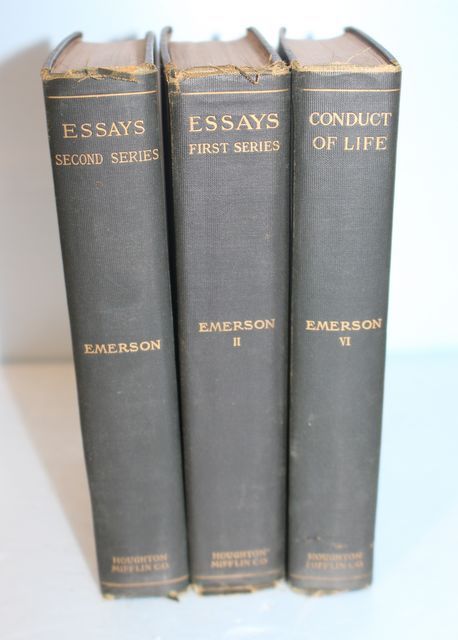 ESSAYS
SECOND SERIES
EMERSON
HOUGHTON
MIFFLIN CO.
ESSAYS
FIRST SERIES
EMERSON
II
HOUGHTON
MIFFLIN CO.
CONDUCT
OF LIFE
EMERSON
VI
HOUGHTON
MIFFLIN CO.